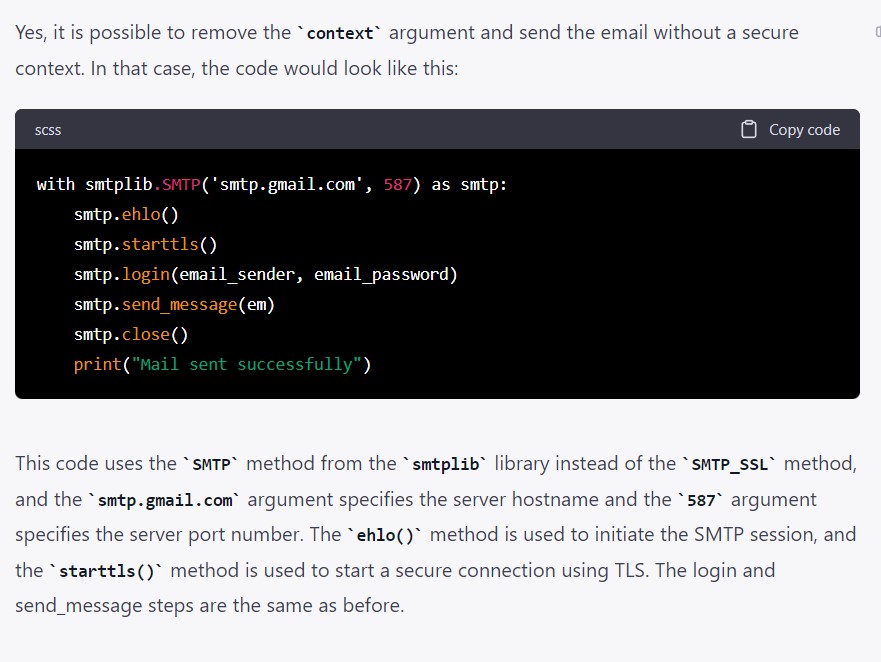 Yes, it is possible to remove the `context` argument and send the email without a secure
context. In that case, the code would look like this:
scss
Copy code
with smtplib.SMTP('smtp.gmail.com', 587) as smtp:
    smtp.ehlo()
    smtp.starttls()
    smtp.login(email_sender, email_password)
    smtp.send_message(em)
    smtp.close()
    print("Mail sent successfully")
This code uses the `SMTP` method from the `smtplib` library instead of the `SMTP_SSL` method,
and the `smtp.gmail.com` argument specifies the server hostname and the `587` argument
specifies the server port number. The `ehlo()` method is used to initiate the SMTP session, and
the `starttls()` method is used to start a secure connection using TLS. The login and
send_message steps are the same as before.